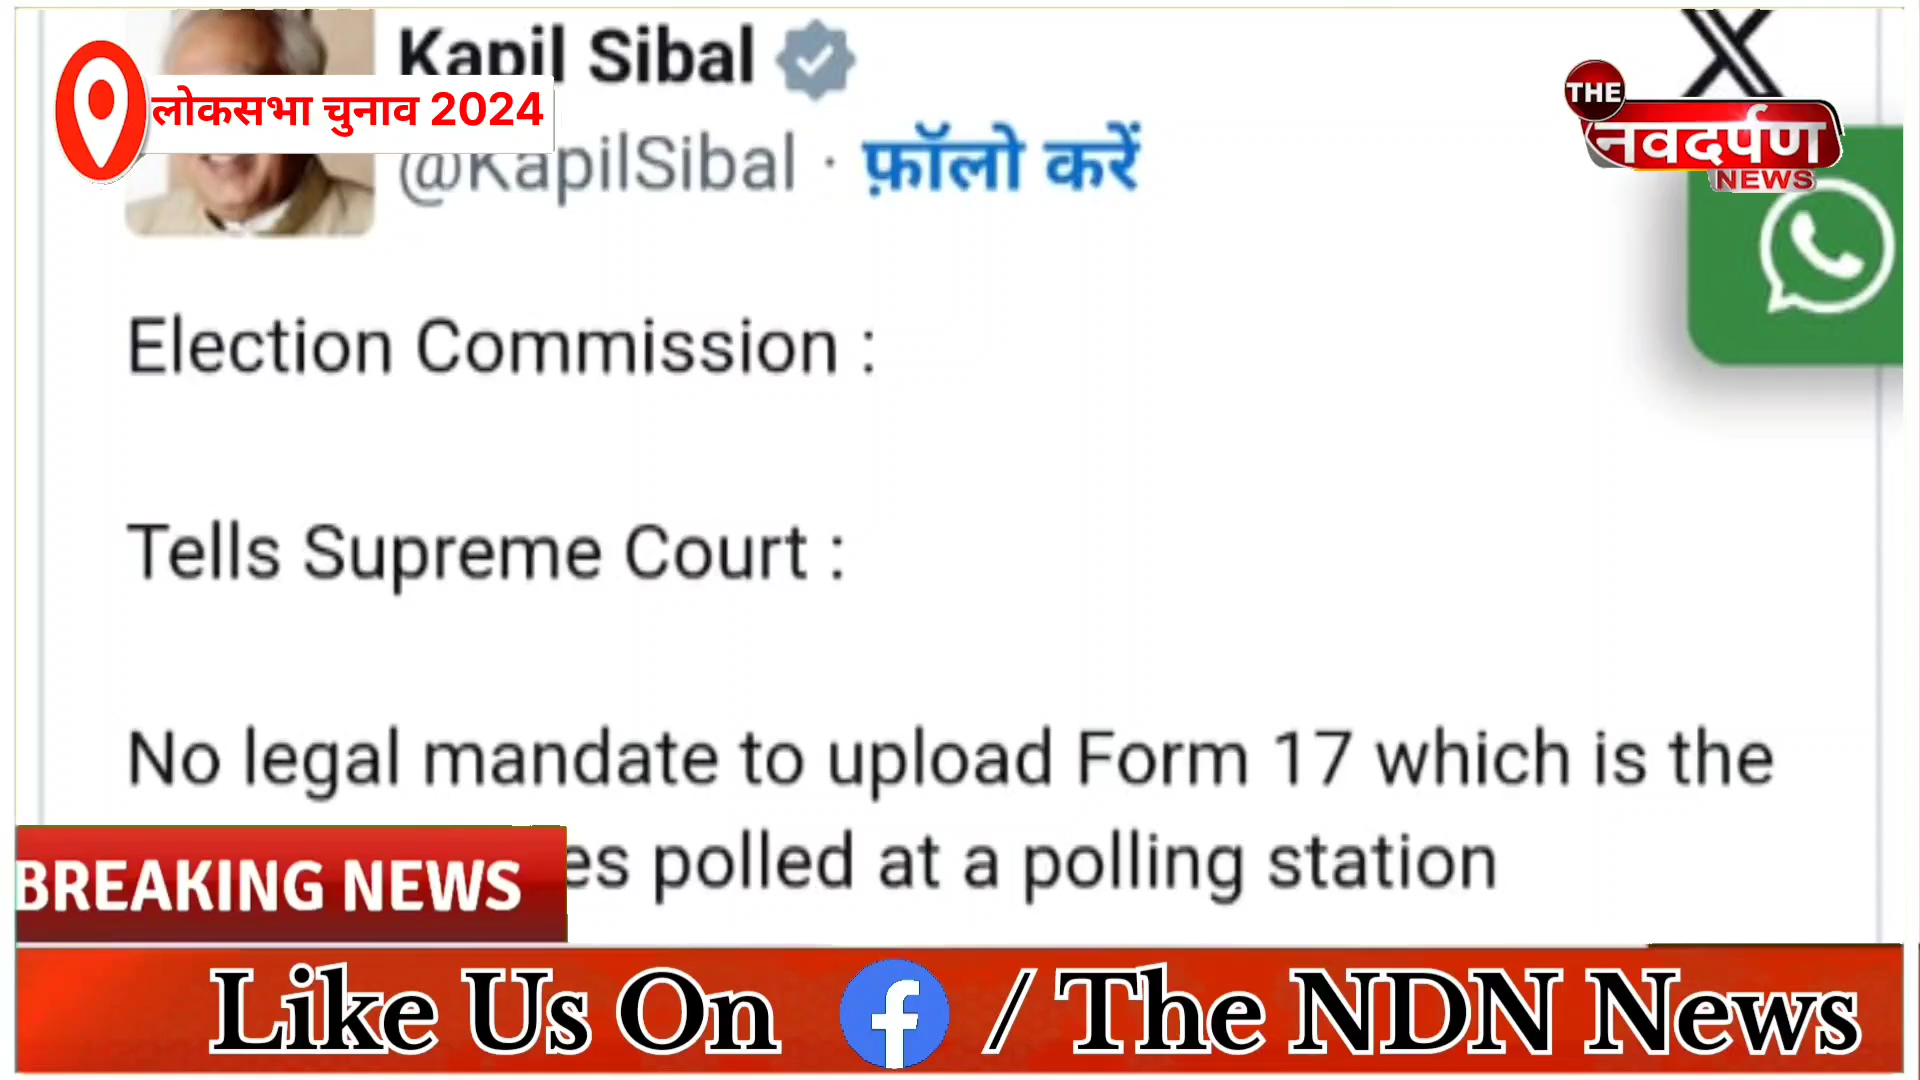 Kapil Sibal
लोकसभा चुनाव 2024
@KapilSibal · फ़ॉलो करें
THE
नवदर्पण
NEWS
Election Commission :
Tells Supreme Court :
No legal mandate to upload Form 17 which is the
polled at a polling station
BREAKING NEWS
Like Us On / The NDN News